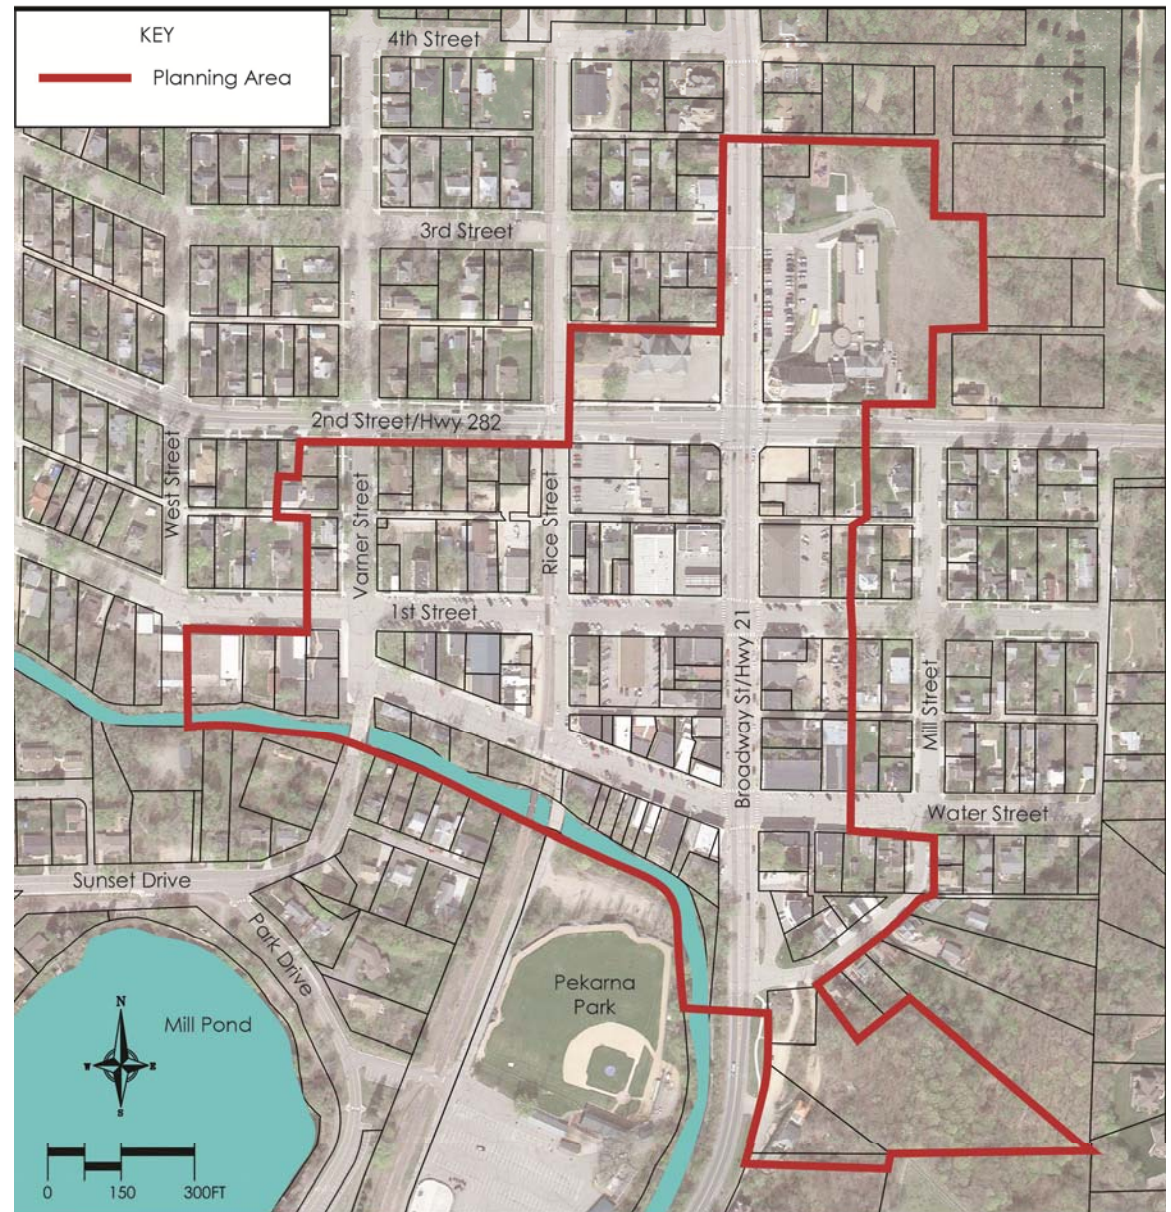 KEY
Planning Area
4th Street
3rd Street
2nd Street/Hwy 282
West Street
Varner Street
Rice Street
1st Street
Broadway St/Hwy 21
Mill Street
Water Street
Sunset Drive
Park Drive
Pekarna
Park
Mill Pond
N
W
E
S
0 150 300FT